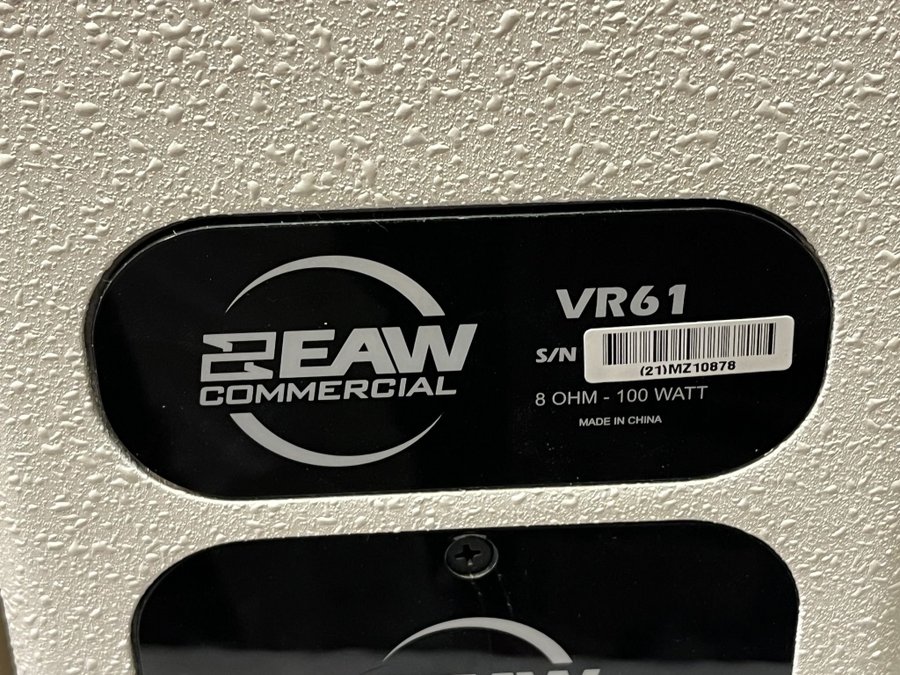 EAW
COMMERCIAL
VR61
S/N
(21)MZ10878
8 OHM - 100 WATT
MADE IN CHINA